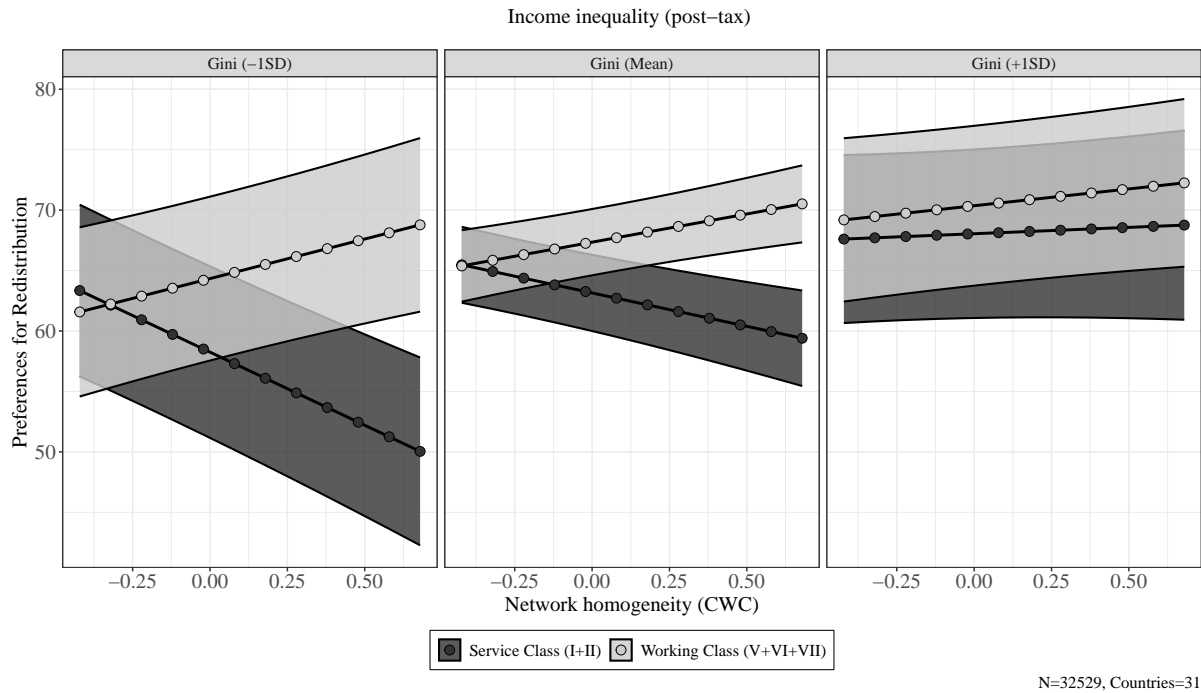 Income inequality (post−tax)
Gini (−1SD) Gini (Mean) Gini (+1SD)
80
70
60
50
Preferences for Redistribution
−0.25 0.00 0.25 0.50 −0.25 0.00 0.25 0.50 −0.25 0.00 0.25 0.50
Network homogeneity (CWC)
Service Class (I+II) Working Class (V+VI+VII)
N=32529, Countries=31